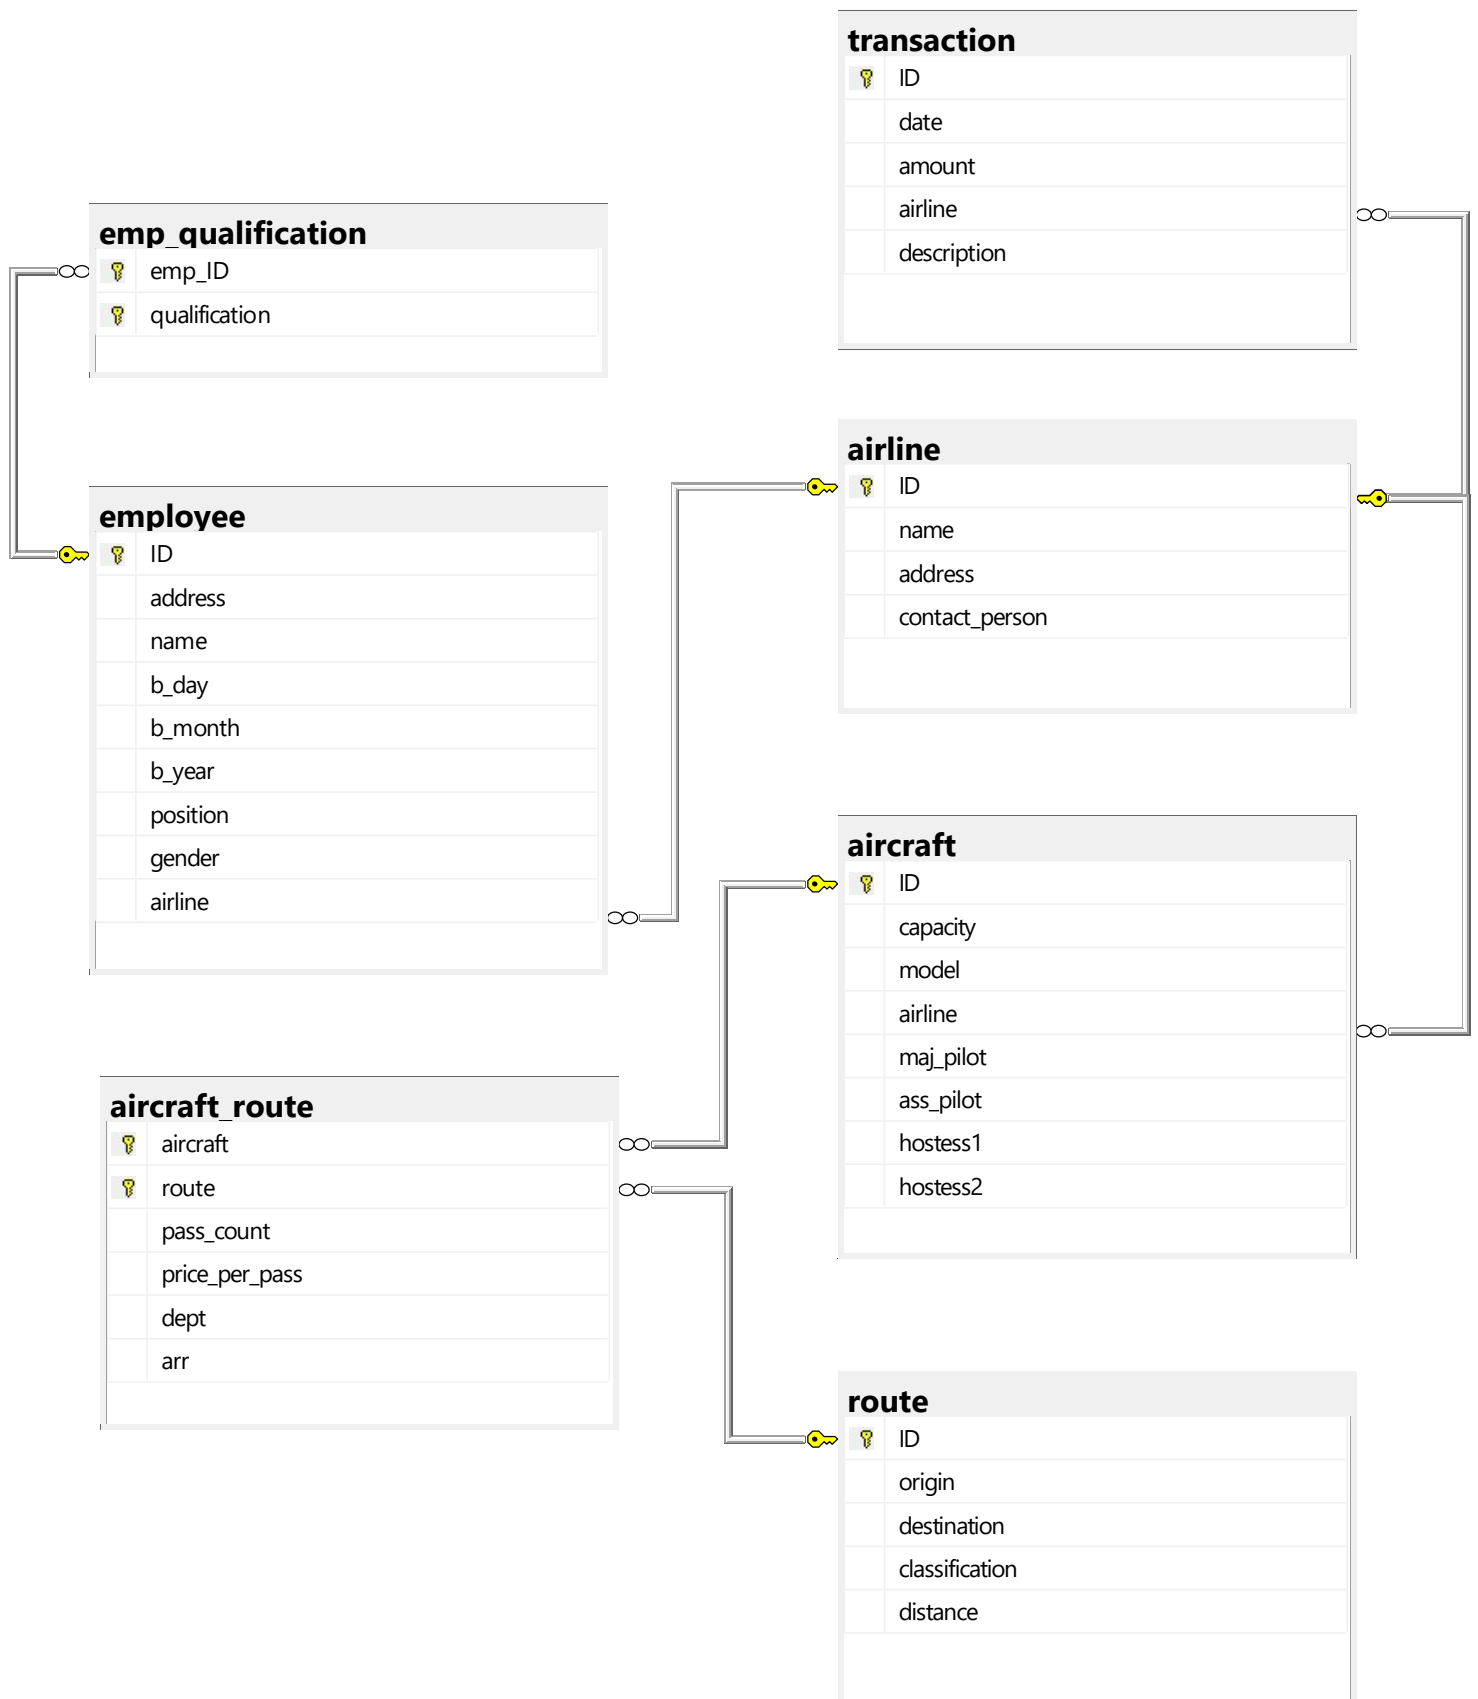 transaction
ID
date
amount
airline
description
emp_qualification
emp_ID
qualification
airline
ID
name
address
contact_person
employee
ID
address
name
b_day
b_month
b_year
position
gender
airline
aircraft
ID
capacity
model
airline
maj_pilot
ass_pilot
hostess1
hostess2
aircraft_route
aircraft
route
pass_count
price_per_pass
dept
arr
route
ID
origin
destination
classification
distance